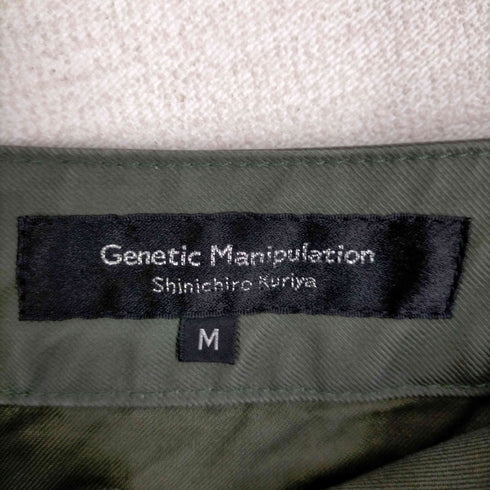 Genetic Manipulation
Shinichiro Kuriya
M